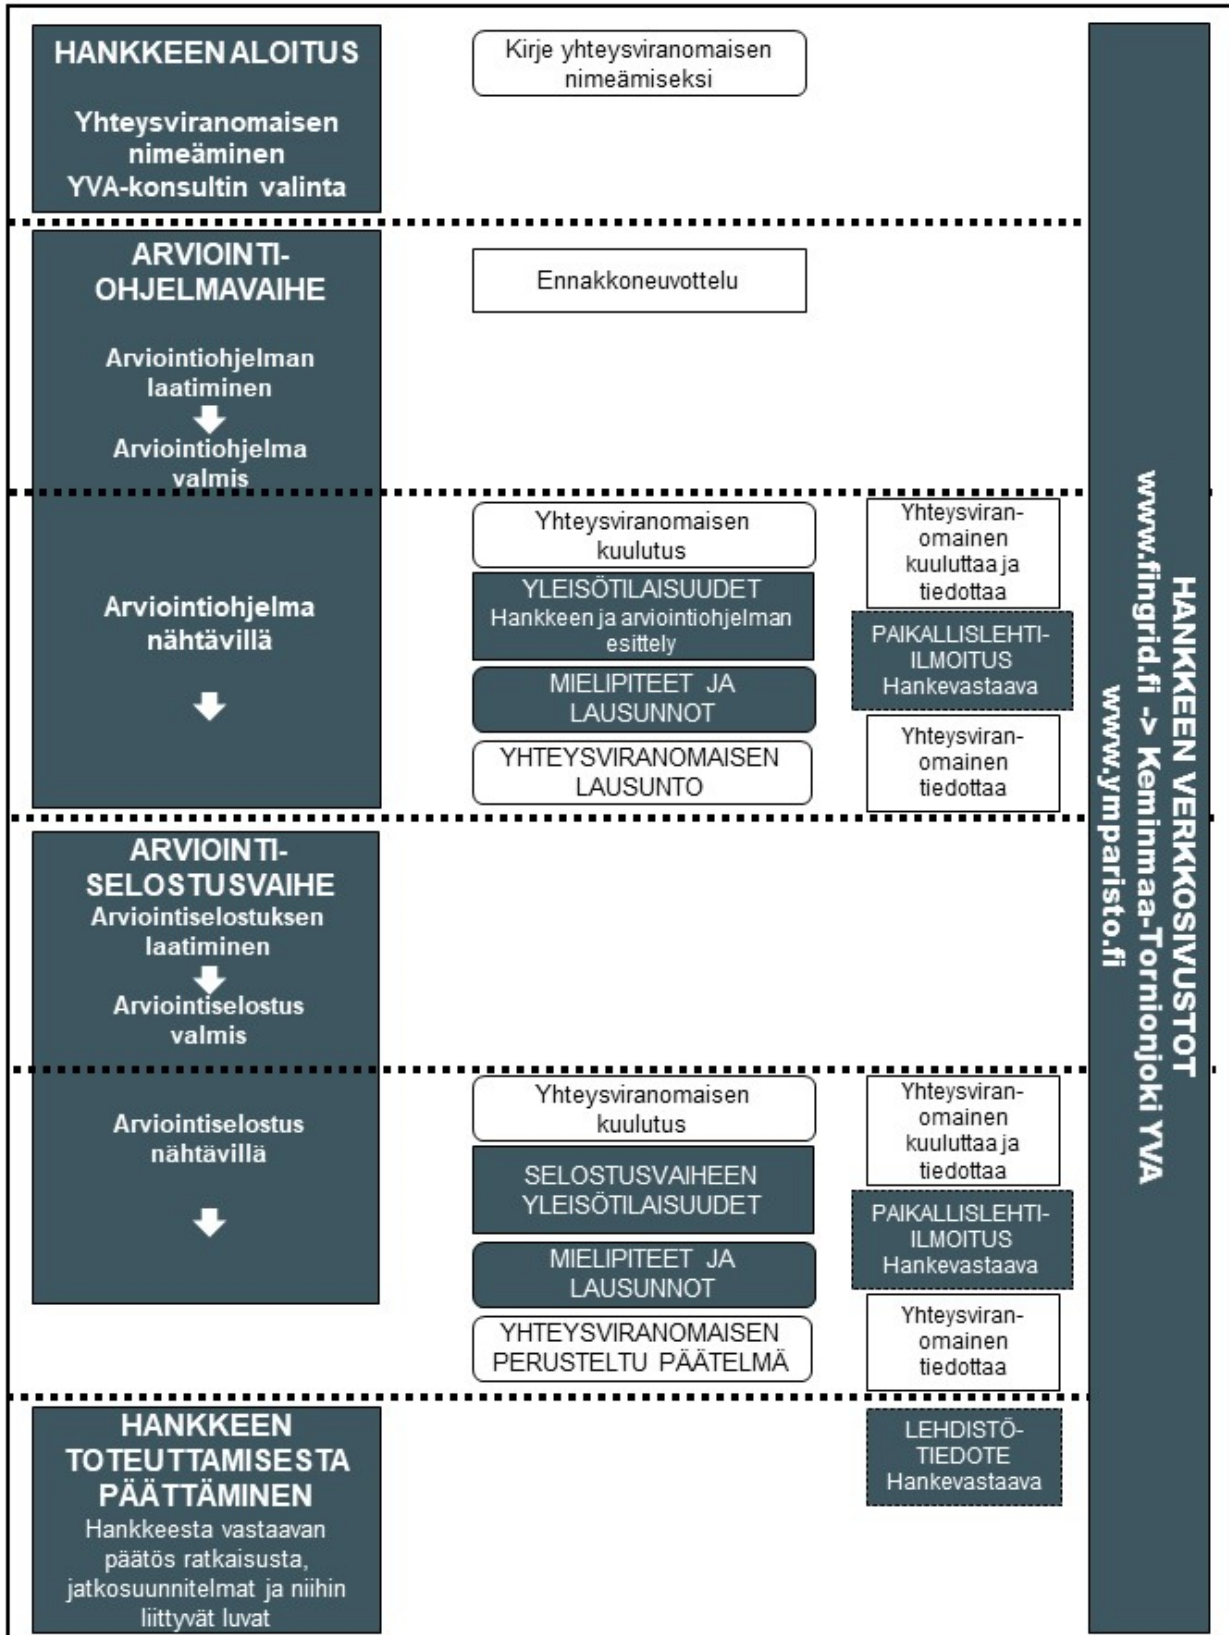 HANKKEEN ALOITUS
Yhteysviranomaisen
nimeäminen
YVA-konsultin valinta
Kirje yhteysviranomaisen
nimeämiseksi
ARVIOINTI-
OHJELMAVAIHE
Arviointiohjelman
laatiminen
Arviointiohjelma
valmis
Ennakkoneuvottelu
Arviointiohjelma
nähtävillä
Yhteysviranomaisen
kuulutus
YLEISÖTILAISUUDET
Hankkeen ja arviointiohjelman
esittely
MIELIPITEET JA
LAUSUNNOT
YHTEYSVIRANOMAISEN
LAUSUNTO
Yhteysviran-
omainen
kuuluttaa ja
tiedottaa
PAIKALLISLEHTI-
ILMOITUS
Hankevastaava
Yhteysviran-
omainen
tiedottaa
ARVIOINTI-
SELOSTUSVAIHE
Arviointiselostuksen
laatiminen
Arviointiselostus
valmis
Arviointiselostus
nähtävillä
Yhteysviranomaisen
kuulutus
SELOSTUSVAIHEEN
YLEISÖTILAISUUDET
MIELIPITEET JA
LAUSUNNOT
YHTEYSVIRANOMAISEN
PERUSTELTU PÄÄTELMÄ
Yhteysviran-
omainen
kuuluttaa ja
tiedottaa
PAIKALLISLEHTI-
ILMOITUS
Hankevastaava
Yhteysviran-
omainen
tiedottaa
HANKKEEN
TOTEUTTAMISESTA
PÄÄTTÄMINEN
Hankkeesta vastaavan
päätös ratkaisusta,
jatkosuunnitelmat ja niihin
liittyvät luvat
LEHDISTÖ-
TIEDOTE
Hankevastaava
HANKKEEN VERKKOSIVUSTOT
www.fingrid.fi -> Keminmaa-Tornionjoki YVA
www.ymparisto.fi